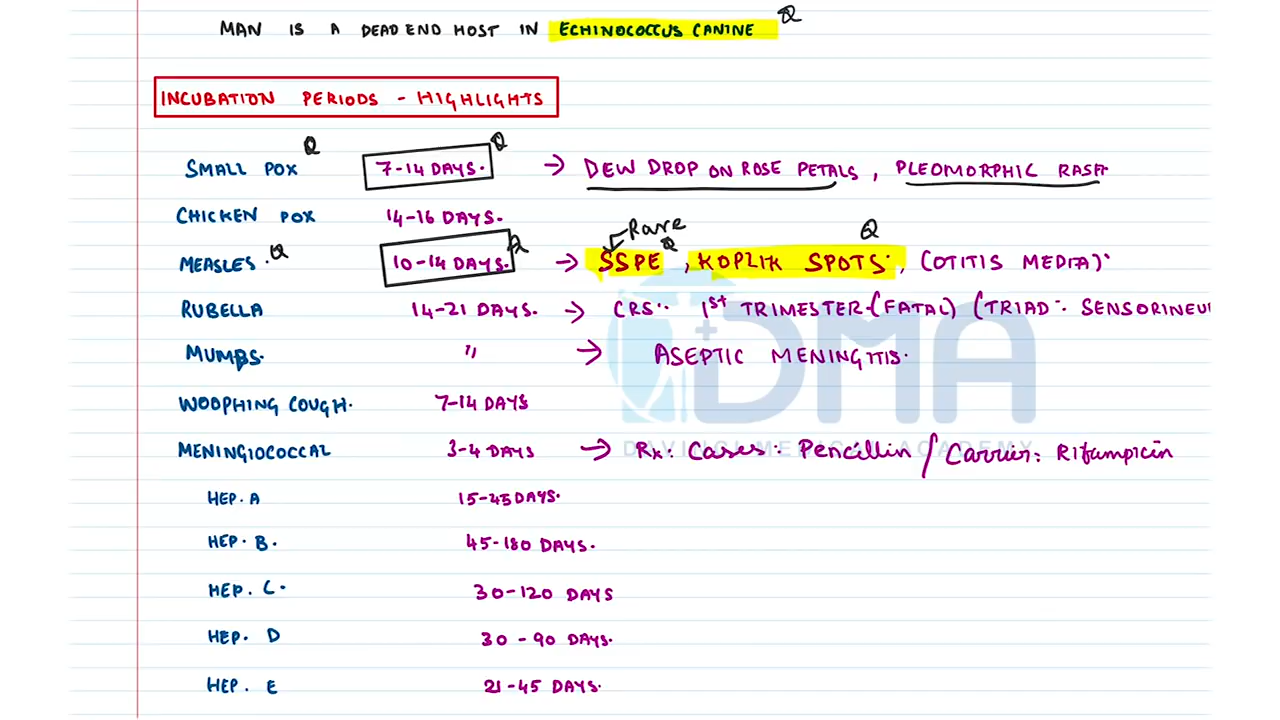 MAN IS A DEAD END HOST IN ECHINOCOCCUS CANINE Q
INCUBATION PERIODS - HIGHLIGHTS
SMALL POX Q 7-14 DAYS. Q → DEW DROP ON ROSE PETALS, PLEOMORPHIC RASH
CHICKEN POX 14-16 DAYS.
Rare
MEASLES. Q 10-14 DAYS. Q → SSPE Q, KOPLIK SPOTS. Q, (OTITIS MEDIA)
RUBELLA 14-21 DAYS. → CRS: 1st TRIMESTER-(FATAL) (TRIAD: SENSORINEU
MUMPS. " → ASEPTIC MENINGITIS.
WOOPHING COUGH. 7-14 DAYS
MENINGIOCOCCAL 3-4 DAYS → Rx: Cases: Pencillin / Carrier: Rifampicin
HEP. A 15-45 DAYS.
HEP. B. 45-180 DAYS.
HEP. C. 30-120 DAYS
HEP. D 30-90 DAYS.
HEP. E 21-45 DAYS.
DMA
DAVINCI MEDICAL ACADEMY